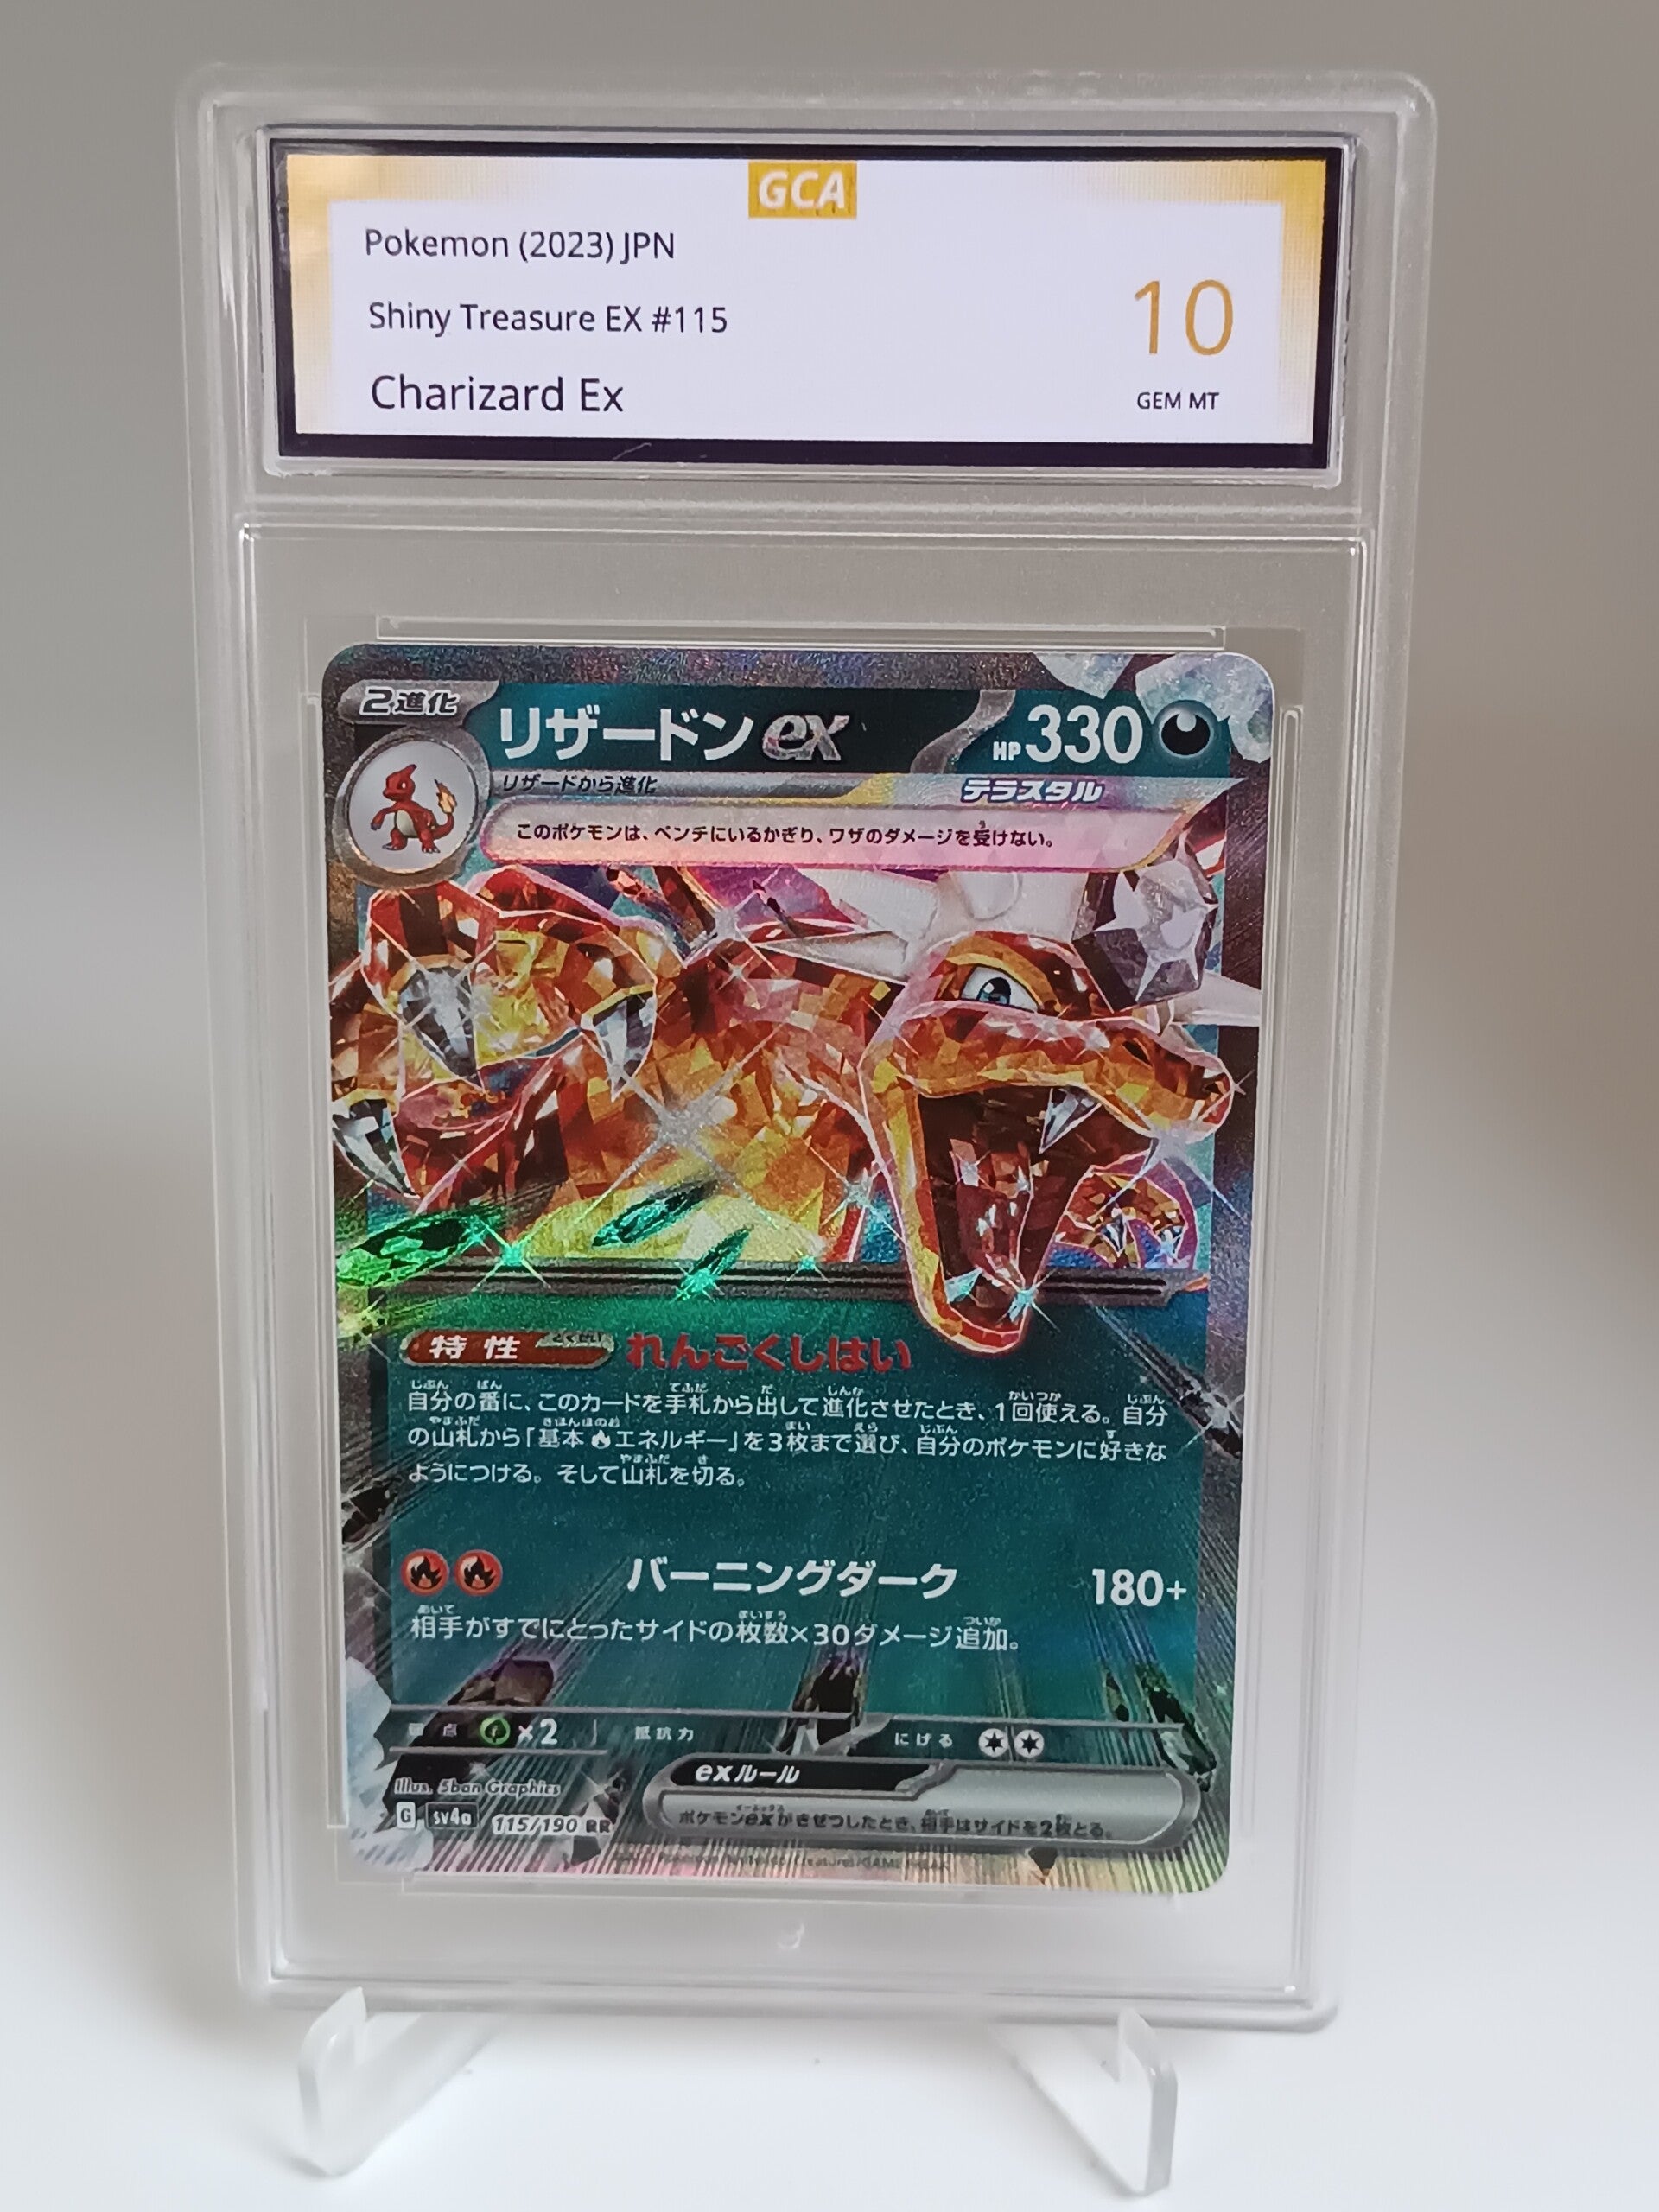 GCA
Pokemon (2023) JPN
Shiny Treasure EX #115
10
Charizard Ex
GEM MT
2進化
リザードンex
HP330
リザードから進化
テラスタル
このポケモンは、ベンチにいるかぎり、ワザのダメージを受けない。
特性
れんごくしはい
自分の番に、このカードを手札から出して進化させたとき、1回使える。自分
の山札から「基本エネルギー」を3枚まで選び、自分のポケモンに好きな
ようにつける。そして山札を切る。
バーニングダーク
180+
相手がすでにとったサイドの枚数×30ダメージ追加。
弱点 ×2 抵抗力 にげる
Illus. 5ban Graphics
exルール
G sv4a 115/190 RR
ポケモンexがきぜつしたとき、相手はサイドを2枚とる。